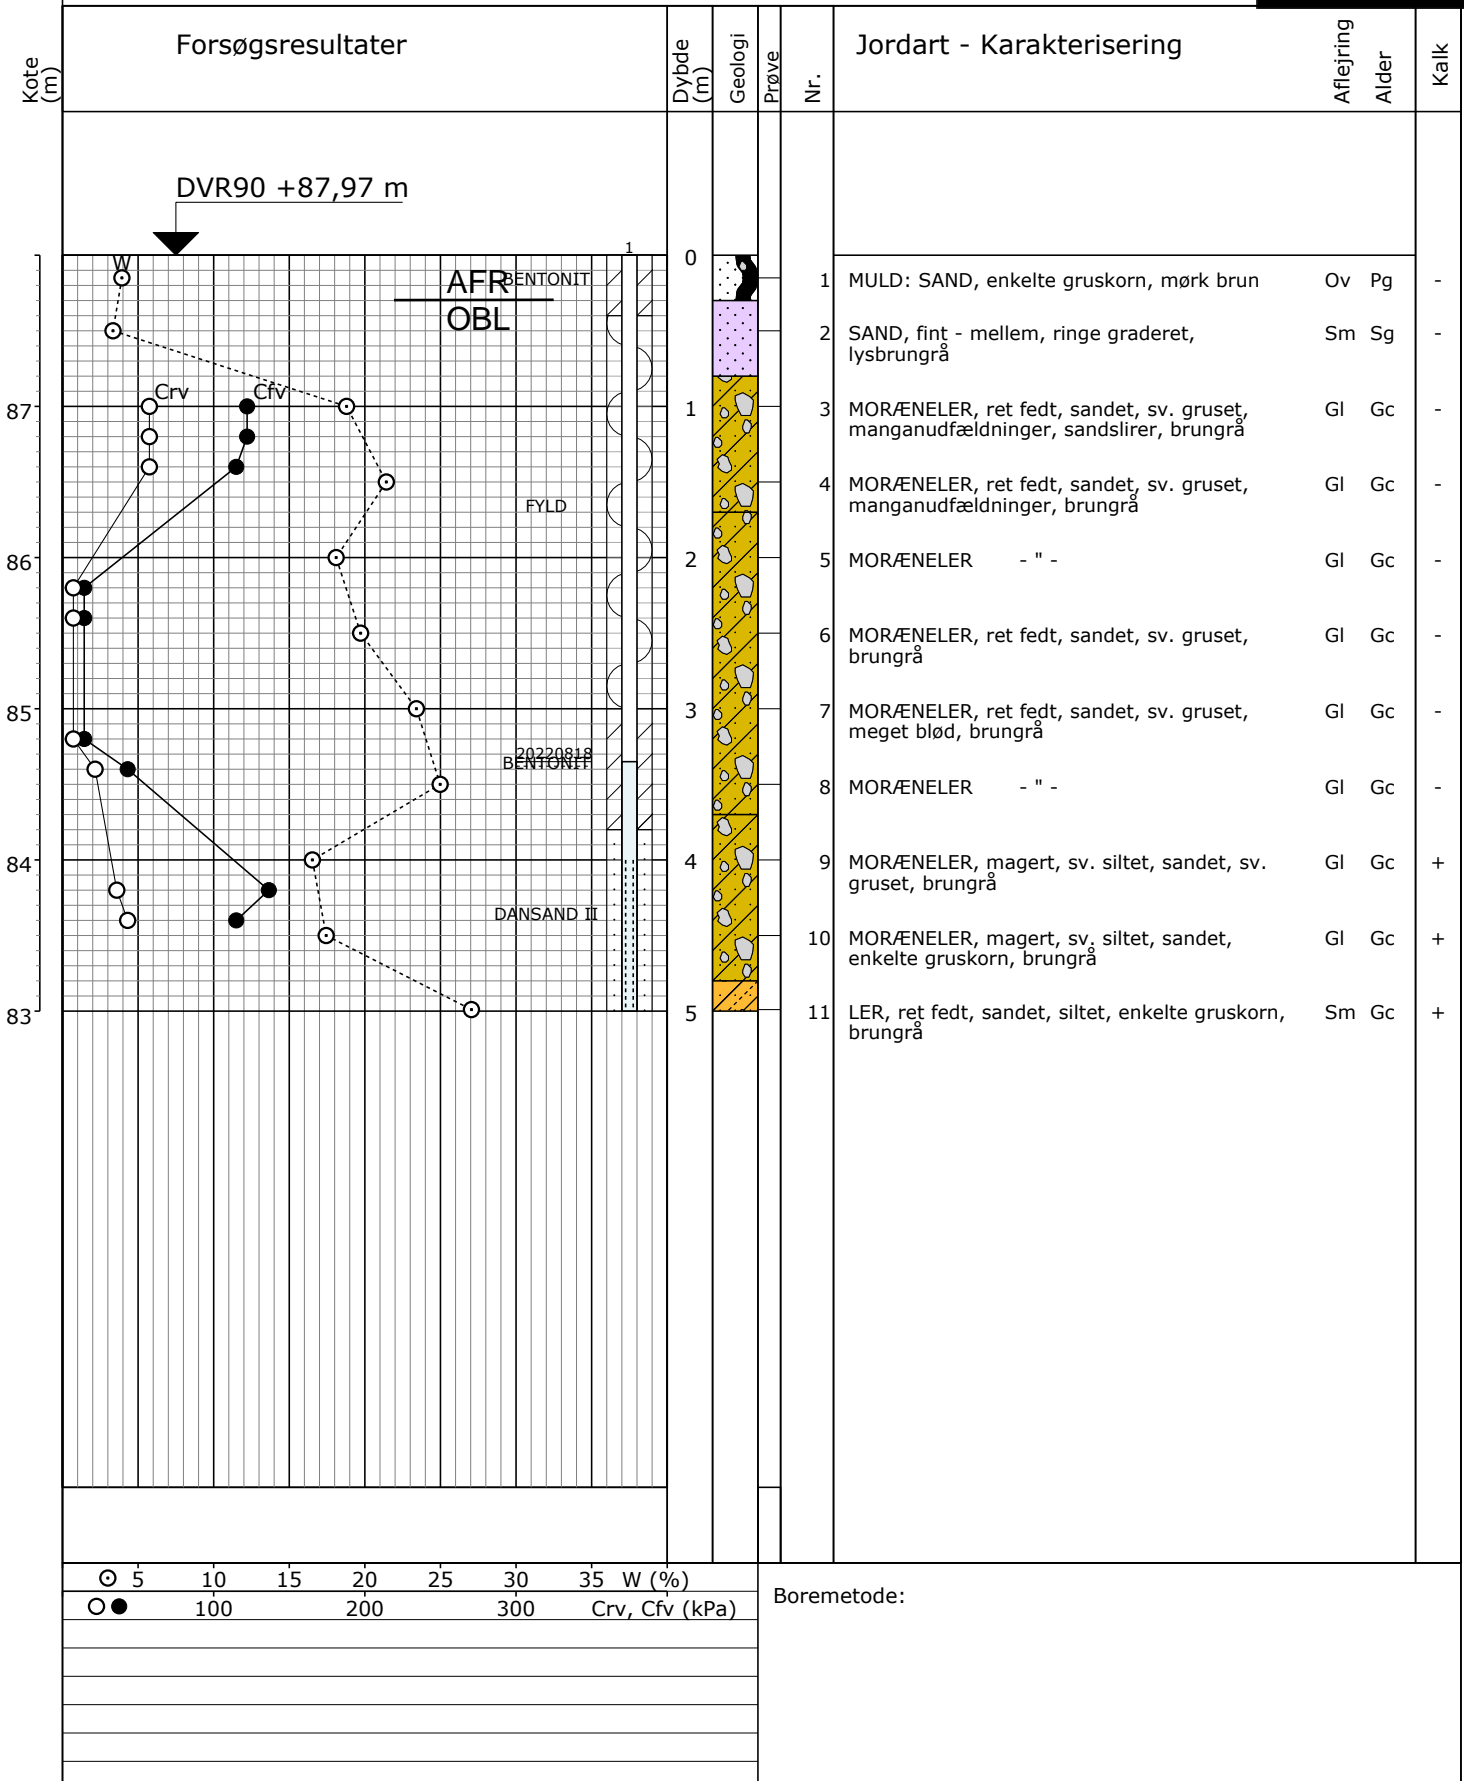 Kote
(m)
Forsøgsresultater
Dybde
(m)
Geologi
Prøve
Nr.
Jordart - Karakterisering
Aflejring
Alder
Kalk
DVR90 +87,97 m
1
W
AFR
BENTONIT
OBL
Crv
Cfv
FYLD
20220818
BENTONIT
DANSAND II
87
86
85
84
83
0
1
2
3
4
5
1 MULD: SAND, enkelte gruskorn, mørk brun Ov Pg -
2 SAND, fint - mellem, ringe graderet, Sm Sg -
lysbrungrå
3 MORÆNELER, ret fedt, sandet, sv. gruset, Gl Gc -
manganudfældninger, sandslirer, brungrå
4 MORÆNELER, ret fedt, sandet, sv. gruset, Gl Gc -
manganudfældninger, brungrå
5 MORÆNELER - " - Gl Gc -
6 MORÆNELER, ret fedt, sandet, sv. gruset, Gl Gc -
brungrå
7 MORÆNELER, ret fedt, sandet, sv. gruset, Gl Gc -
meget blød, brungrå
8 MORÆNELER - " - Gl Gc -
9 MORÆNELER, magert, sv. siltet, sandet, sv. Gl Gc +
gruset, brungrå
10 MORÆNELER, magert, sv. siltet, sandet, Gl Gc +
enkelte gruskorn, brungrå
11 LER, ret fedt, sandet, siltet, enkelte gruskorn, Sm Gc +
brungrå
5 10 15 20 25 30 35 W (%)
100 200 300 Crv, Cfv (kPa)
Boremetode: